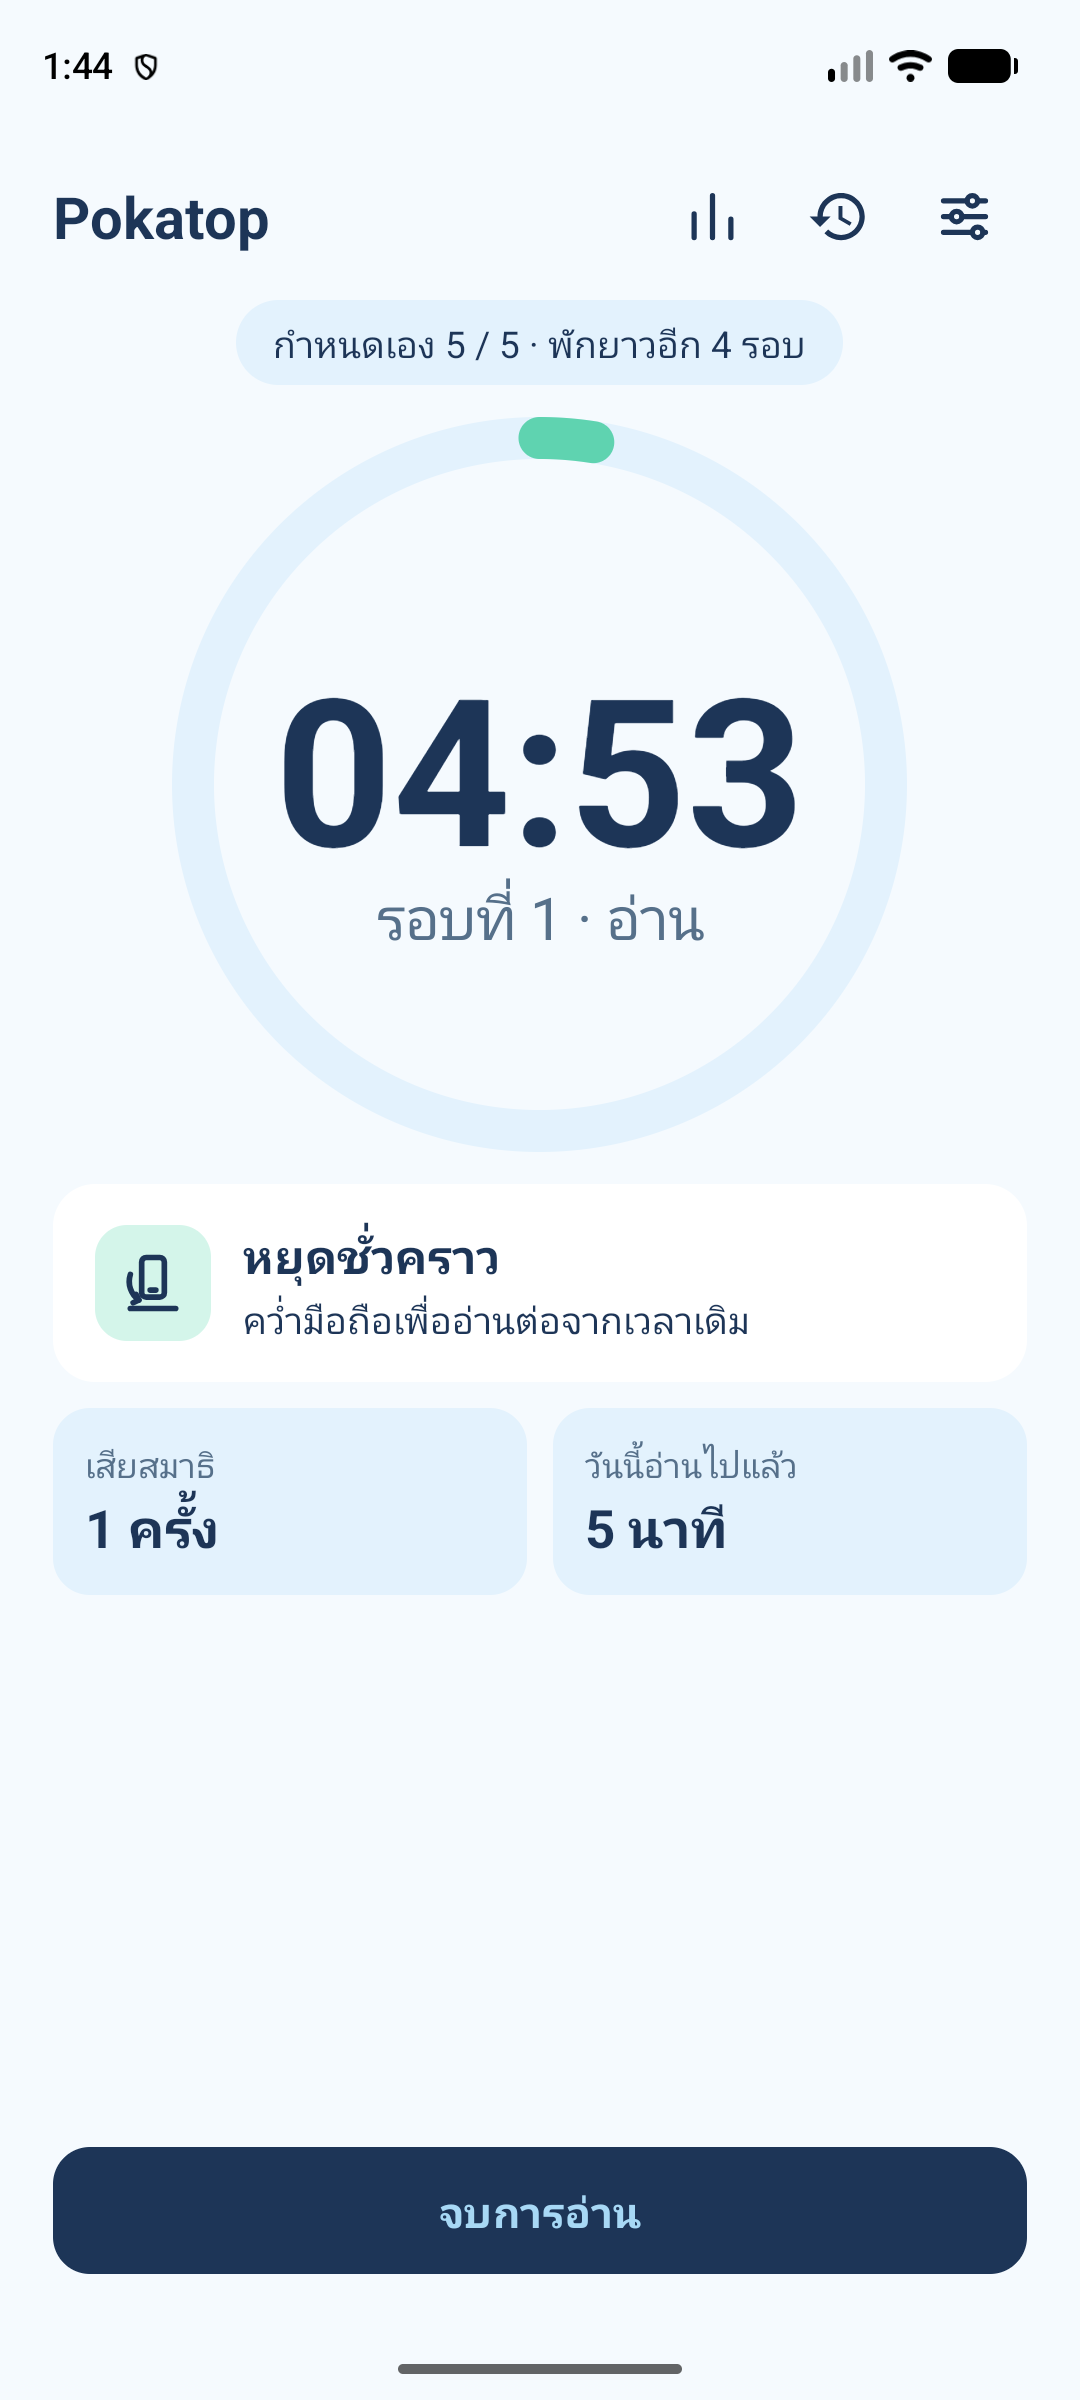 1:44
Pokatop
กำหนดเอง 5 / 5 · พักยาวอีก 4 รอบ
04:53
รอบที่ 1 · อ่าน
หยุดชั่วคราว
คว่ำมือถือเพื่ออ่านต่อจากเวลาเดิม
เสียสมาธิ
1 ครั้ง
วันนี้อ่านไปแล้ว
5 นาที
จบการอ่าน